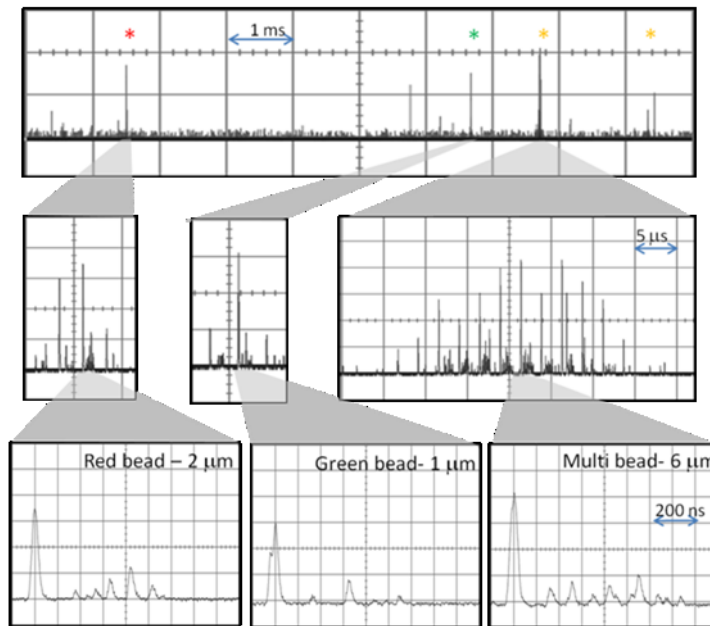 * 1 ms * * *
5 µs
Red bead – 2 µm
Green bead- 1 µm
Multi bead- 6 µm
200 ns